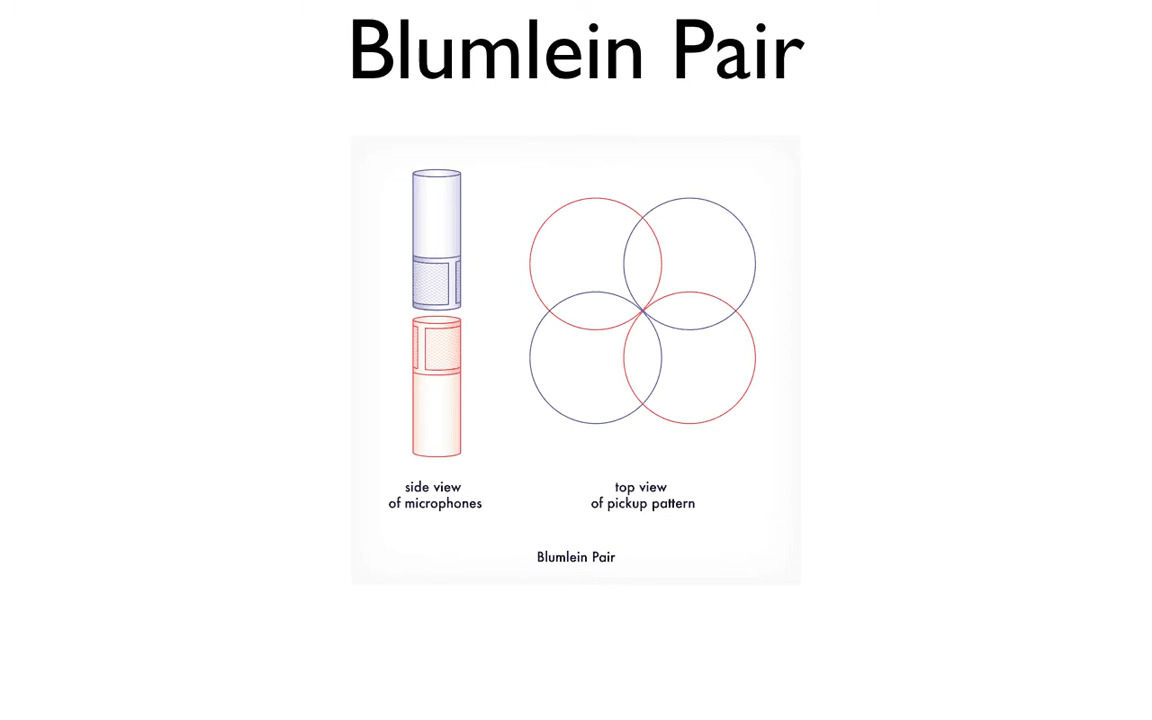 Blumlein Pair
side view
of microphones
top view
of pickup pattern
Blumlein Pair